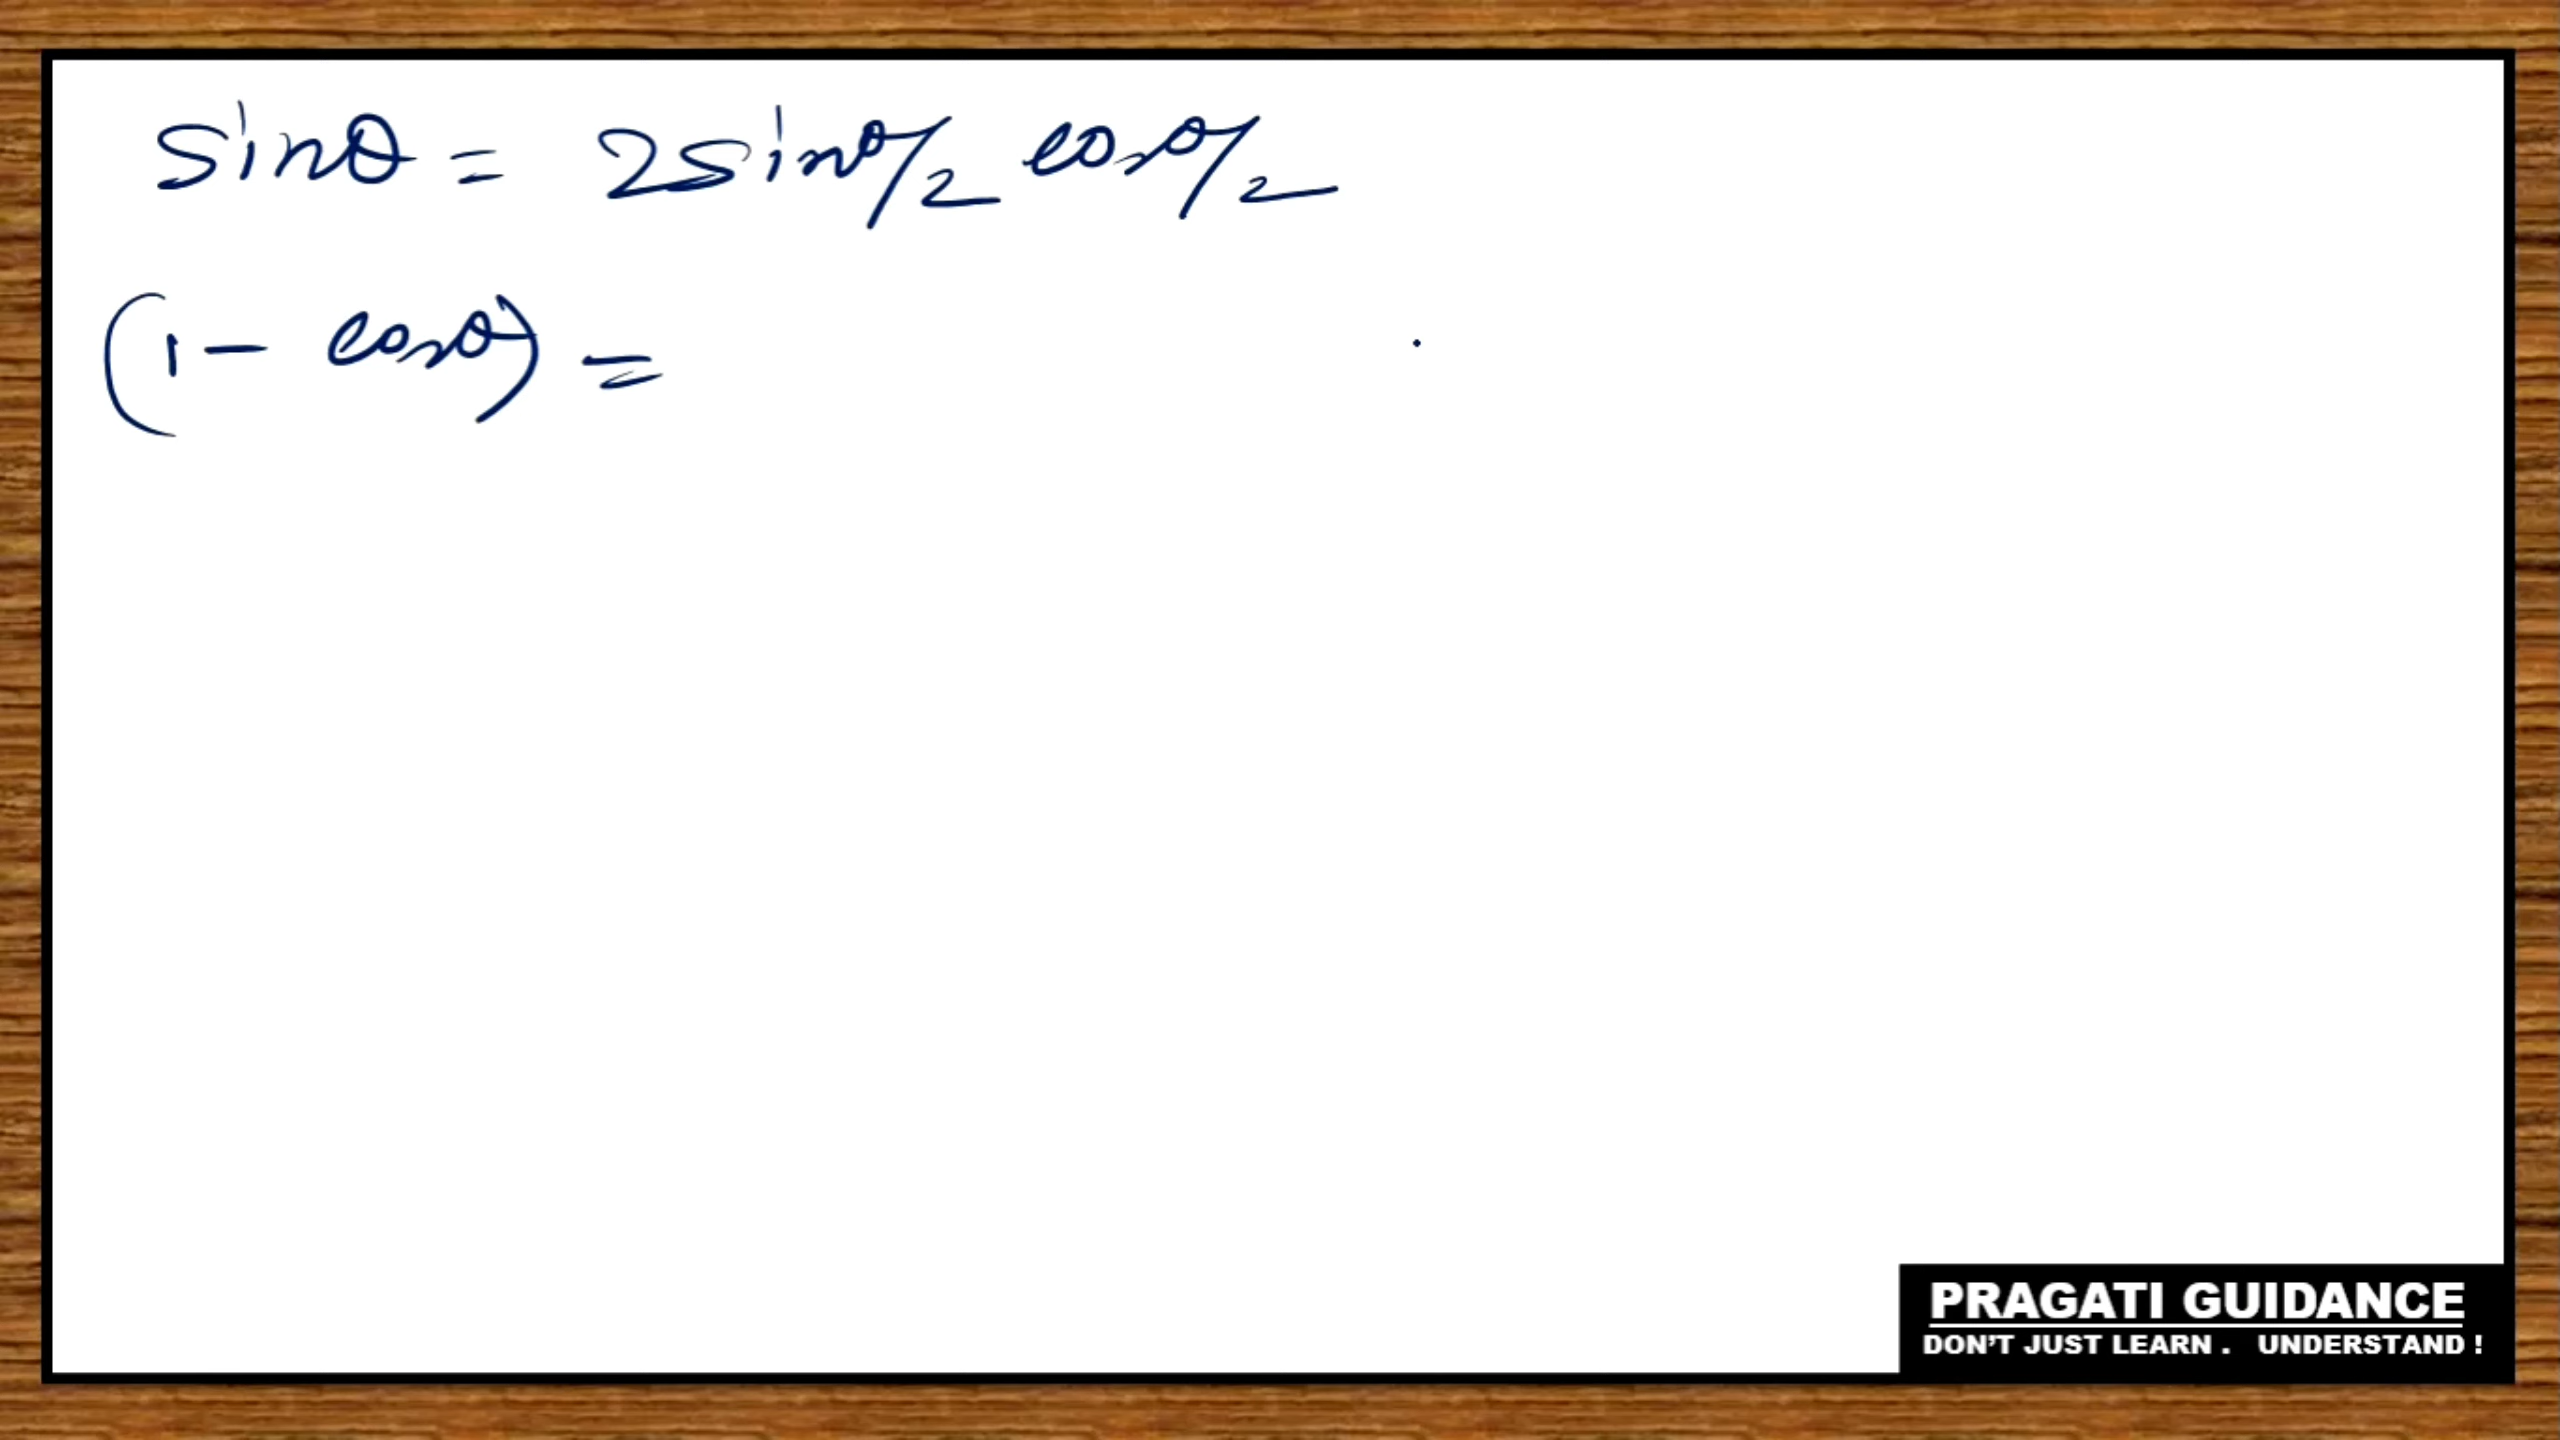 sinθ = 2sinθ/2 cosθ/2
(1 - cosθ) =
PRAGATI GUIDANCE
DON'T JUST LEARN . UNDERSTAND !